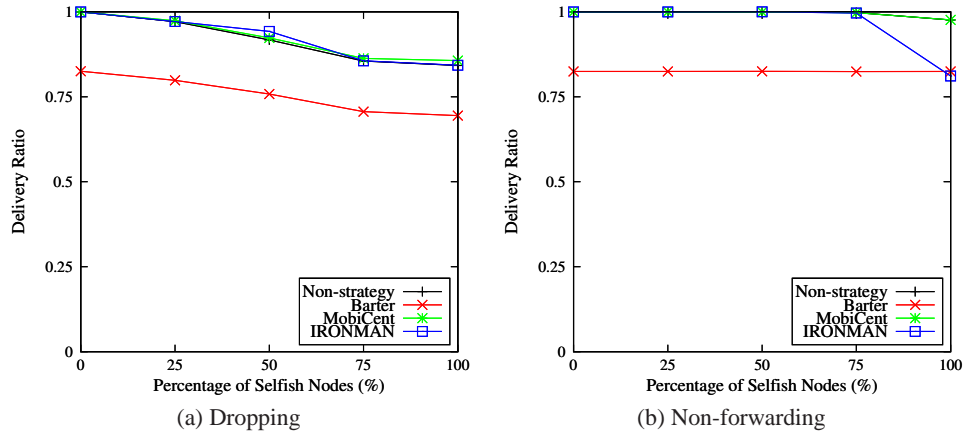 1
0.75
0.5
0.25
0
Delivery Ratio
0 25 50 75 100
Percentage of Selfish Nodes (%)
Non-strategy
Barter
MobiCent
IRONMAN
(a) Dropping
1
0.75
0.5
0.25
0
Delivery Ratio
0 25 50 75 100
Percentage of Selfish Nodes (%)
Non-strategy
Barter
MobiCent
IRONMAN
(b) Non-forwarding